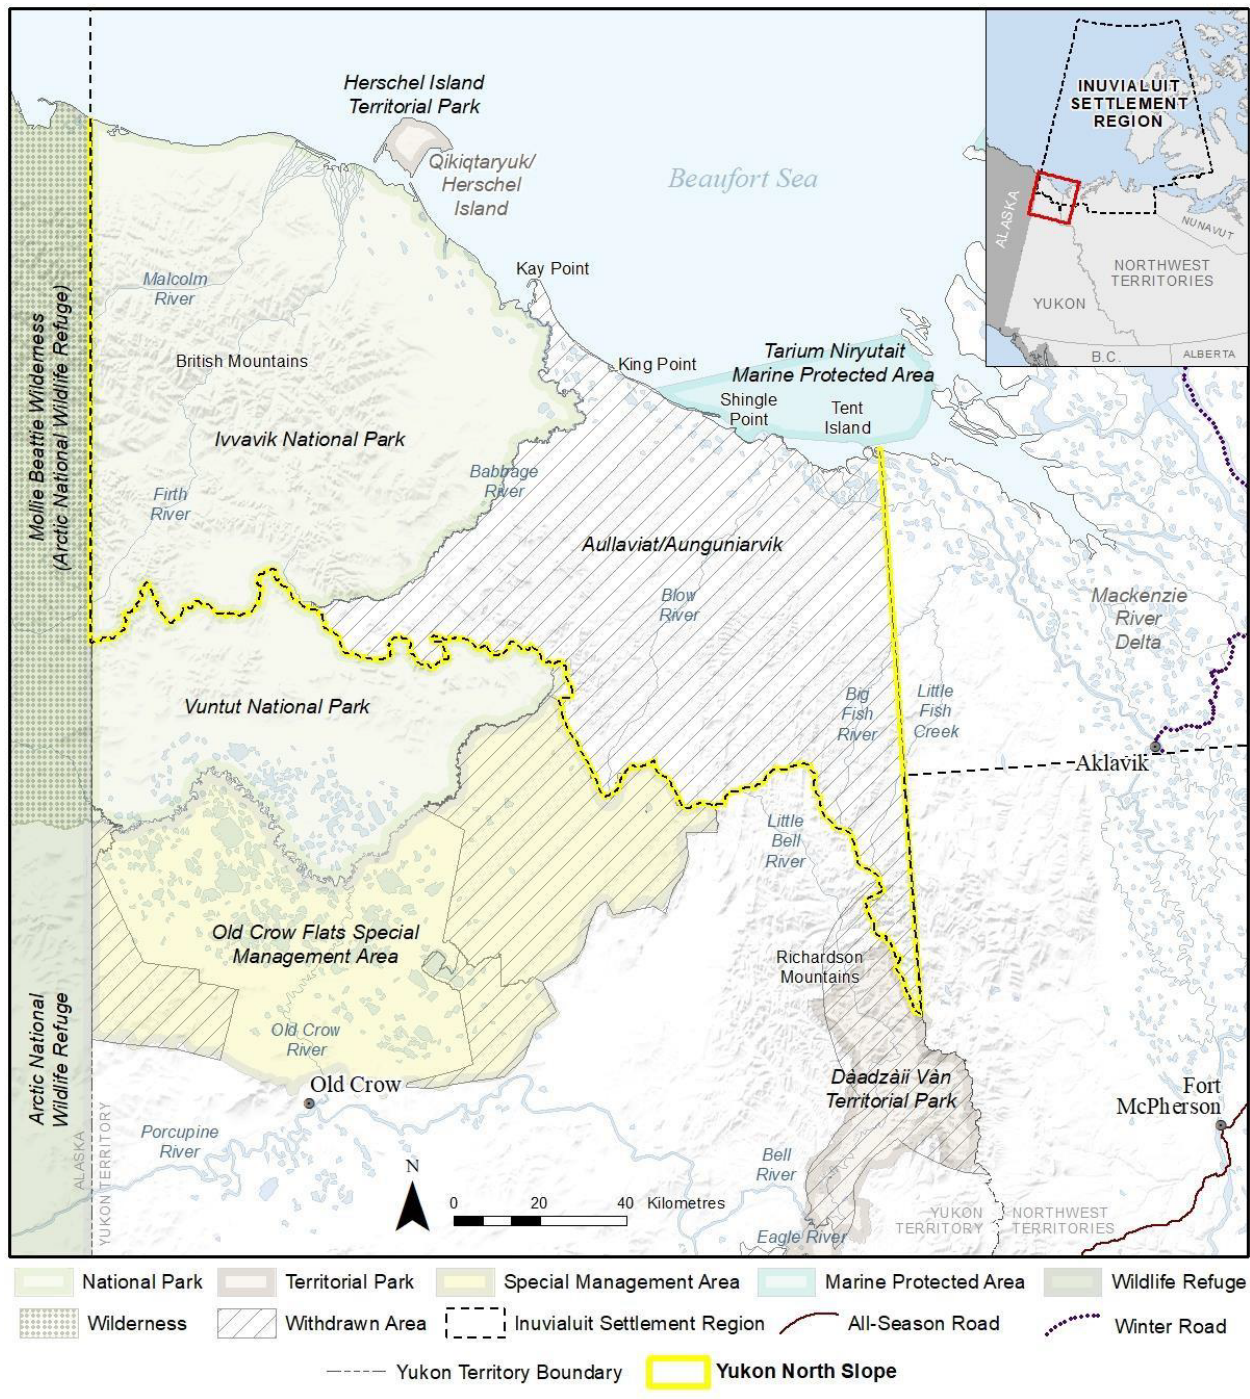 Herschel Island
Territorial Park
Qikiqtaryuk/
Herschel
Island
Beaufort Sea
INUVIALUIT
SETTLEMENT
REGION
ALASKA
NUNAVUT
NORTHWEST
TERRITORIES
YUKON
B.C.
ALBERTA
Kay Point
Malcolm
River
British Mountains
King Point
Tarium Niryutait
Marine Protected Area
Shingle
Point
Tent
Island
Ivvavik National Park
Mollie Beattie Wilderness
(Arctic National Wildlife Refuge)
Babbage
River
Firth
River
Aullaviat/Aunguniarvik
Blow
River
Mackenzie
River
Delta
Vuntut National Park
Big
Fish
River
Little
Fish
Creek
Aklavik
Little
Bell
River
Old Crow Flats Special
Management Area
Richardson
Mountains
Arctic National
Wildlife Refuge
Old Crow
River
Old Crow
Dàadzàii Vàn
Territorial Park
Fort
McPherson
Porcupine
River
ALASKA
YUKON TERRITORY
N
0 20 40 Kilometres
Bell
River
Eagle River
YUKON
TERRITORY
NORTHWEST
TERRITORIES
National Park
Territorial Park
Special Management Area
Marine Protected Area
Wildlife Refuge
Wilderness
Withdrawn Area
Inuvialuit Settlement Region
All-Season Road
Winter Road
Yukon Territory Boundary
Yukon North Slope